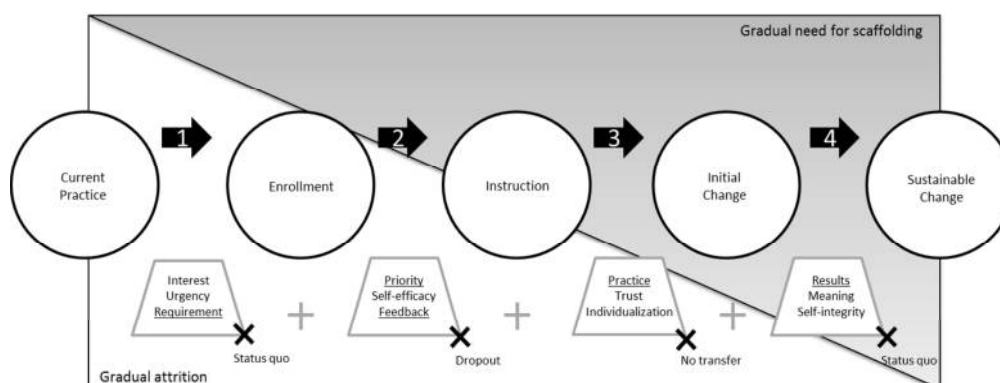 Gradual need for scaffolding
1
2
3
4
Current
Practice
Enrollment
Instruction
Initial
Change
Sustainable
Change
Interest
Urgency
Requirement
Status quo
Priority
Self-efficacy
Feedback
Dropout
Practice
Trust
Individualization
No transfer
Results
Meaning
Self-integrity
Status quo
Gradual attrition